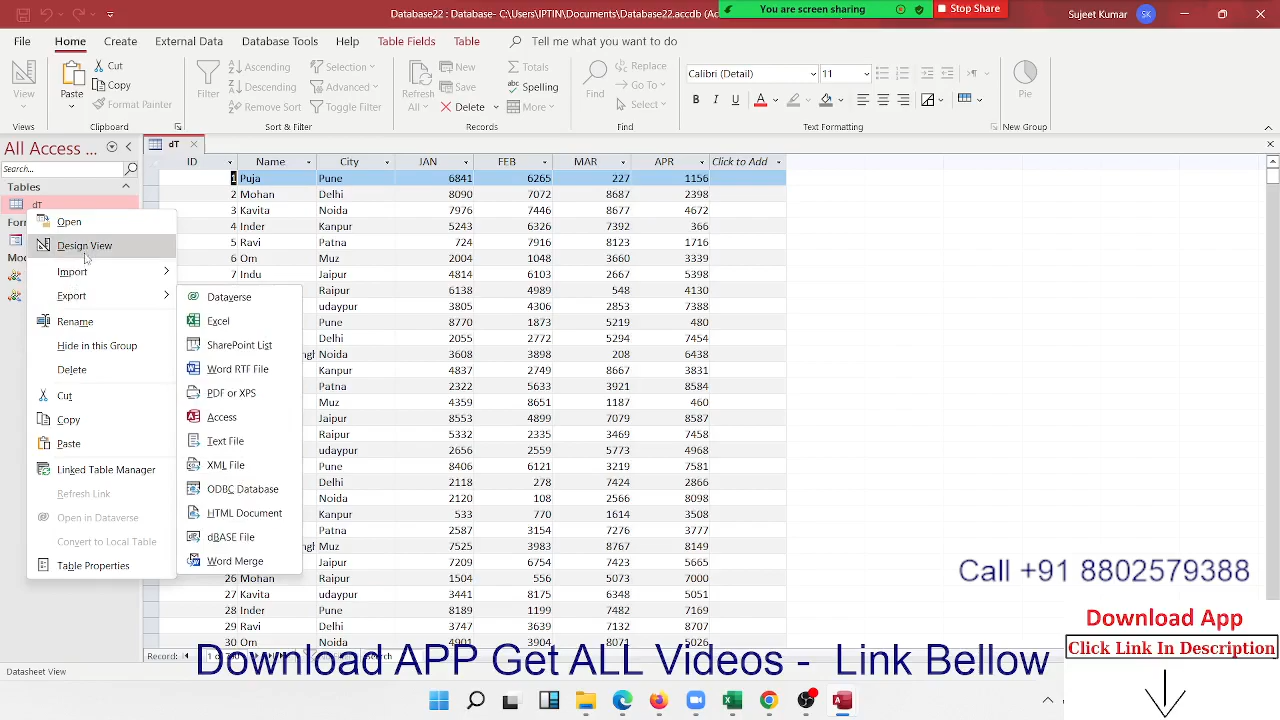 Database22 : Database- C:\Users\IPTIN\Documents\Database22.accdb (Ac
You are screen sharing
Stop Share
Sujeet Kumar
SK
File Home Create External Data Database Tools Help Table Fields Table Tell me what you want to do
View
Views
Paste
Cut
Copy
Format Painter
Clipboard
Filter
Ascending
Descending
Remove Sort
Selection
Advanced
Toggle Filter
Sort & Filter
Refresh
All
New
Save
Delete
Totals
Spelling
More
Records
Find
Replace
Go To
Select
Find
Calibri (Detail)
11
B I U
Text Formatting
Pie
New Group
All Access ...
Search...
Tables
dT
dT
ID Name City JAN FEB MAR APR Click to Add
1 Puja Pune 6841 6265 227 1156
2 Mohan Delhi 8090 7072 8687 2398
3 Kavita Noida 7976 7446 8677 4672
4 Inder Kanpur 5243 6326 7392 366
5 Ravi Patna 724 7916 8123 1716
6 Om Muz 2004 1048 3660 3339
7 Indu Jaipur 4814 6103 2667 5398
Raipur 6138 4989 548 4130
udaypur 3805 4306 2853 7388
Pune 8770 1873 5219 480
Delhi 2055 2772 5294 7454
Noida 3608 3898 208 6438
Kanpur 4837 2749 8667 3831
Patna 2322 5633 3921 8584
Muz 4359 8651 1187 460
Jaipur 8553 4899 7079 8587
Raipur 5332 2335 3469 7458
udaypur 2656 2559 5773 4968
Pune 8406 6121 3219 7581
Delhi 2118 278 7424 2866
Noida 2120 108 2566 8098
Kanpur 533 770 1614 3508
Patna 2587 3154 7276 3777
Muz 7525 3983 8767 8149
Jaipur 7209 6754 7423 5665
26 Mohan Raipur 1504 556 5073 7000
27 Kavita udaypur 3441 8175 6348 5051
28 Inder Pune 8189 1199 7482 7169
29 Ravi Delhi 3747 3639 7132 8707
30 Om Noida 4901 3904 8071 5026
Open
Design View
Import
Export
Rename
Hide in this Group
Delete
Cut
Copy
Paste
Linked Table Manager
Refresh Link
Open in Dataverse
Convert to Local Table
Table Properties
Dataverse
Excel
SharePoint List
Word RTF File
PDF or XPS
Access
Text File
XML File
ODBC Database
HTML Document
dBASE File
Word Merge
Call +91 8802579388
Download App
Click Link In Description
Download APP Get ALL Videos - Link Bellow
Record:
Datasheet View